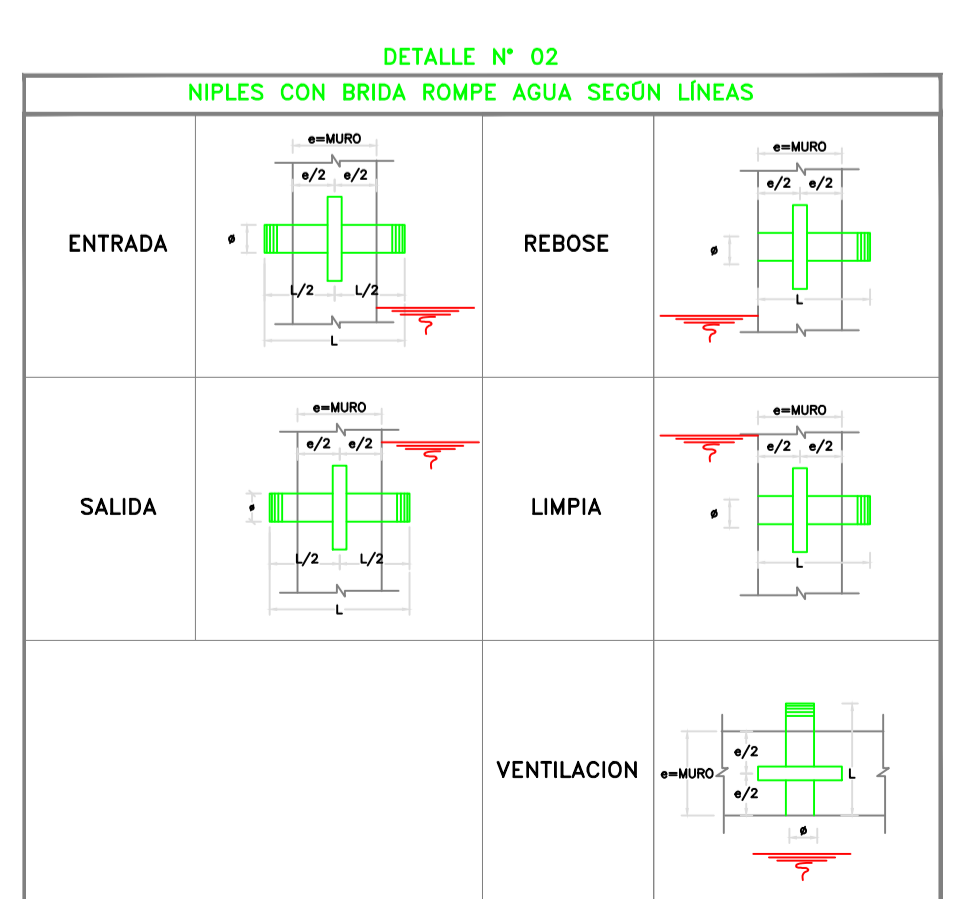 DETALLE N° 02
NIPLES CON BRIDA ROMPE AGUA SEGÚN LÍNEAS
ENTRADA
e=MURO
e/2 e/2
ø
L/2 L/2
L
REBOSE
e=MURO
e/2 e/2
ø
L
SALIDA
e=MURO
e/2 e/2
ø
L/2 L/2
L
LIMPIA
e=MURO
e/2 e/2
ø
L
VENTILACION
e/2
e=MURO
L
e/2
ø